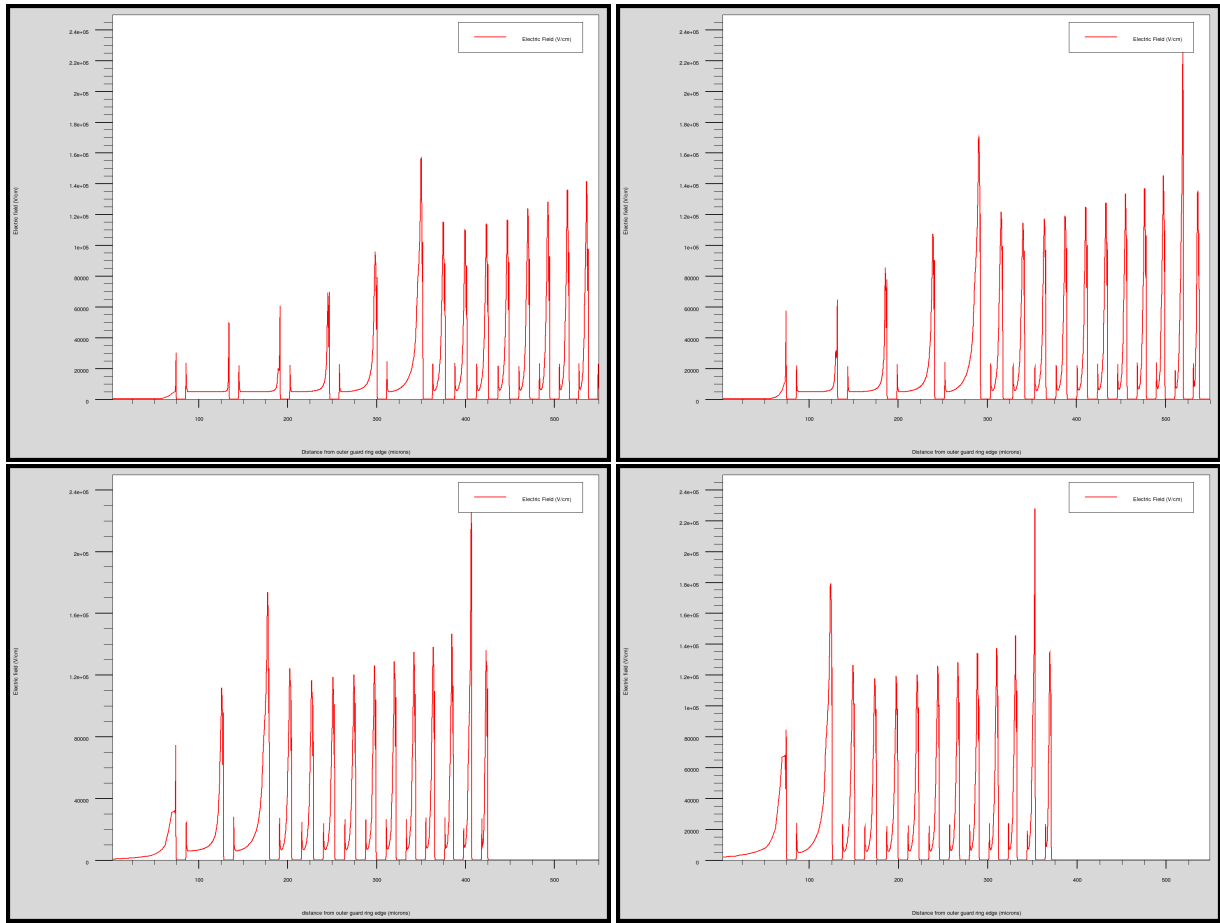 Electric Field (V/cm)
2.4e+05
2.2e+05
2e+05
1.8e+05
1.6e+05
1.4e+05
1.2e+05
1e+05
80000
60000
40000
20000
0
Electric field (V/cm)
100
200
300
400
500
Distance from outer guard ring edge (microns)
Electric Field (V/cm)
2.4e+05
2.2e+05
2e+05
1.8e+05
1.6e+05
1.4e+05
1.2e+05
1e+05
80000
60000
40000
20000
0
Electric field (V/cm)
100
200
300
400
500
Distance from outer guard ring edge (microns)
Electric Field (V/cm)
2.4e+05
2e+05
1.6e+05
1.2e+05
80000
40000
0
Electric field (V/cm)
100
200
300
400
500
distance from outer guard ring edge (microns)
Electric Field (V/cm)
2.4e+05
2.2e+05
2e+05
1.8e+05
1.6e+05
1.4e+05
1.2e+05
1e+05
80000
60000
40000
20000
0
Electric field (V/cm)
100
200
300
400
500
Distance from outer guard ring edge (microns)